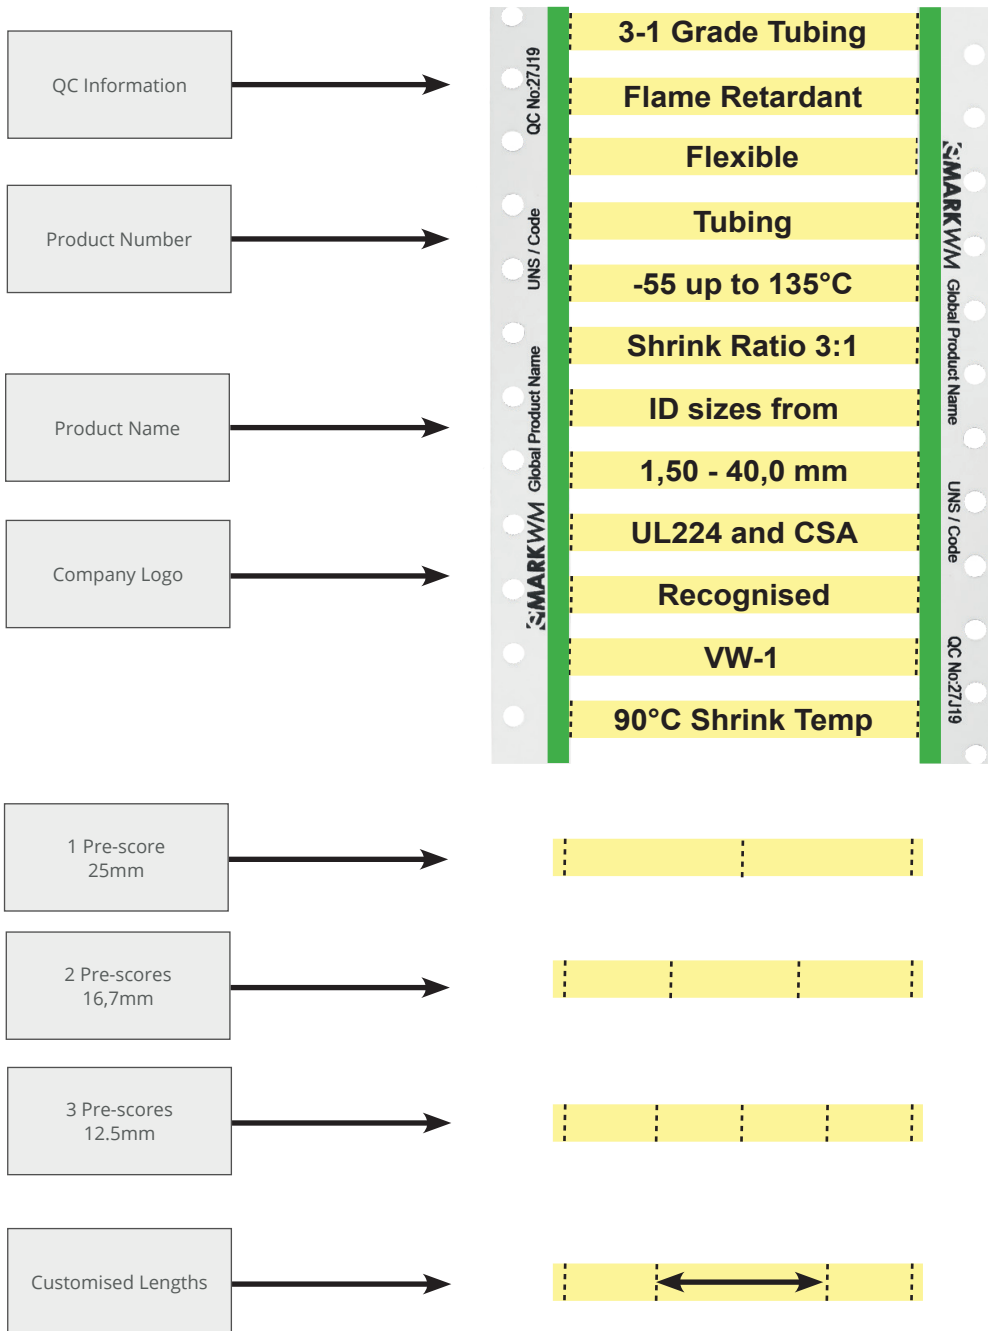 QC Information
Product Number
Product Name
Company Logo
QC No:27J19
UNS / Code
SMARKWM Global Product Name
3-1 Grade Tubing
Flame Retardant
Flexible
Tubing
-55 up to 135°C
Shrink Ratio 3:1
ID sizes from
1,50 - 40,0 mm
UL224 and CSA
Recognised
VW-1
90°C Shrink Temp
SMARKWM Global Product Name
UNS / Code
QC No:27J19
1 Pre-score
25mm
2 Pre-scores
16,7mm
3 Pre-scores
12.5mm
Customised Lengths